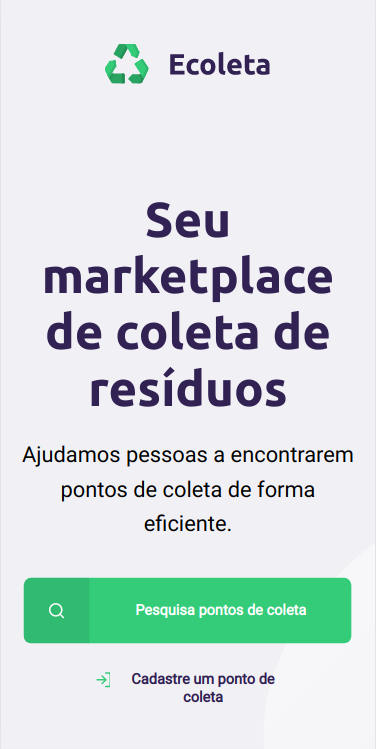 Ecoleta
Seu
marketplace
de coleta de
resíduos
Ajudamos pessoas a encontrarem
pontos de coleta de forma
eficiente.
Pesquisa pontos de coleta
Cadastre um ponto de
coleta